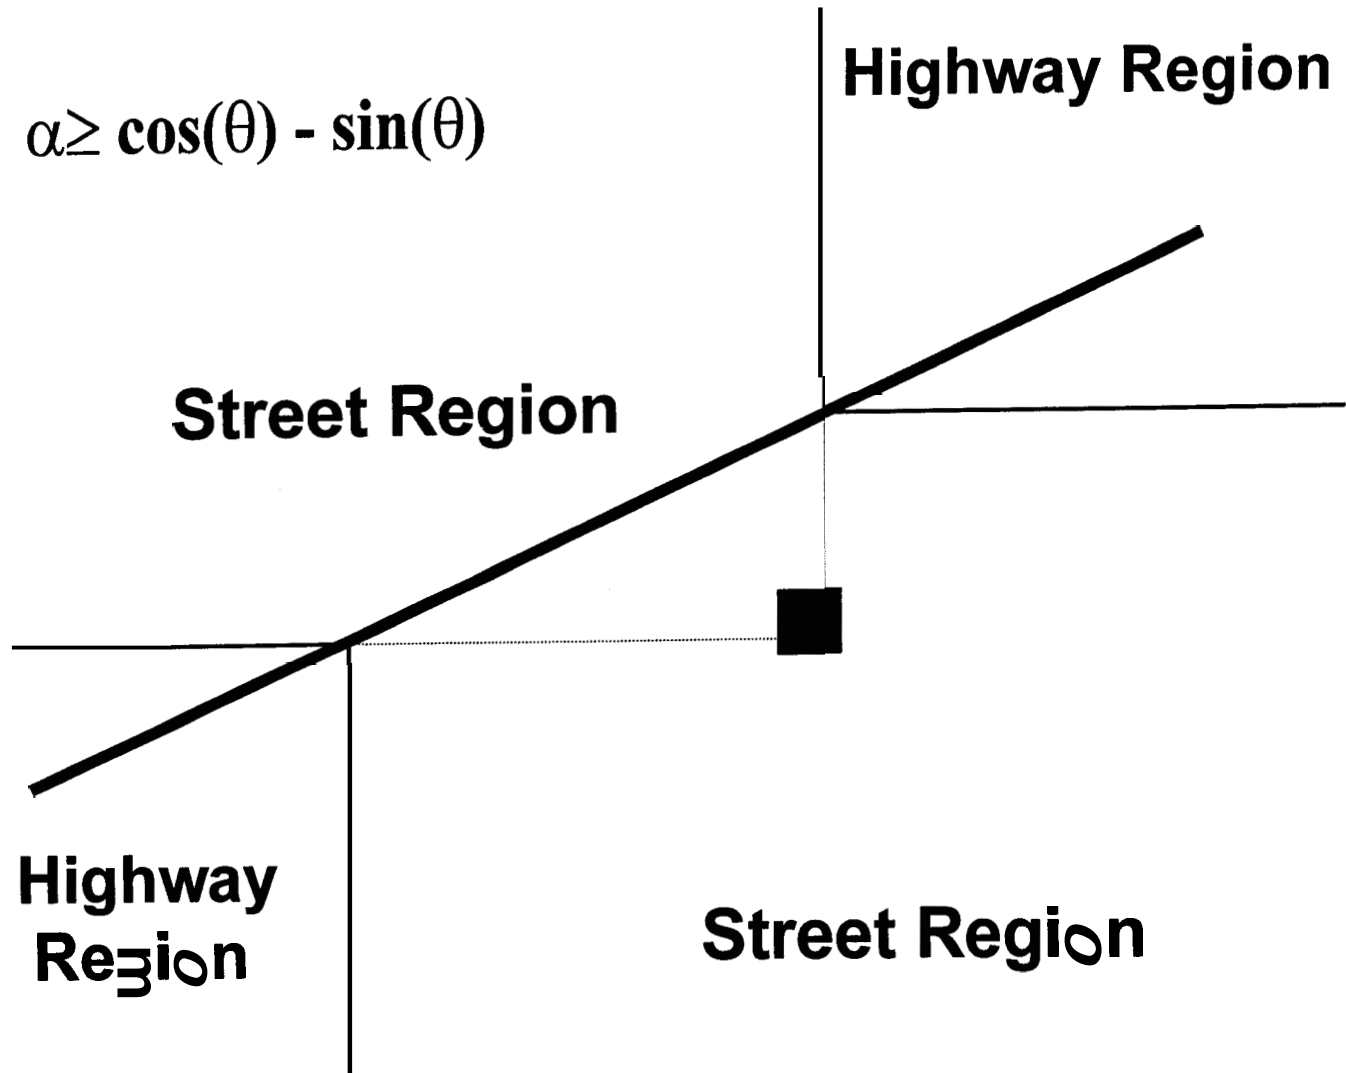 Highway Region
α≥ cos(θ) - sin(θ)
Street Region
Highway
Region
Street Region